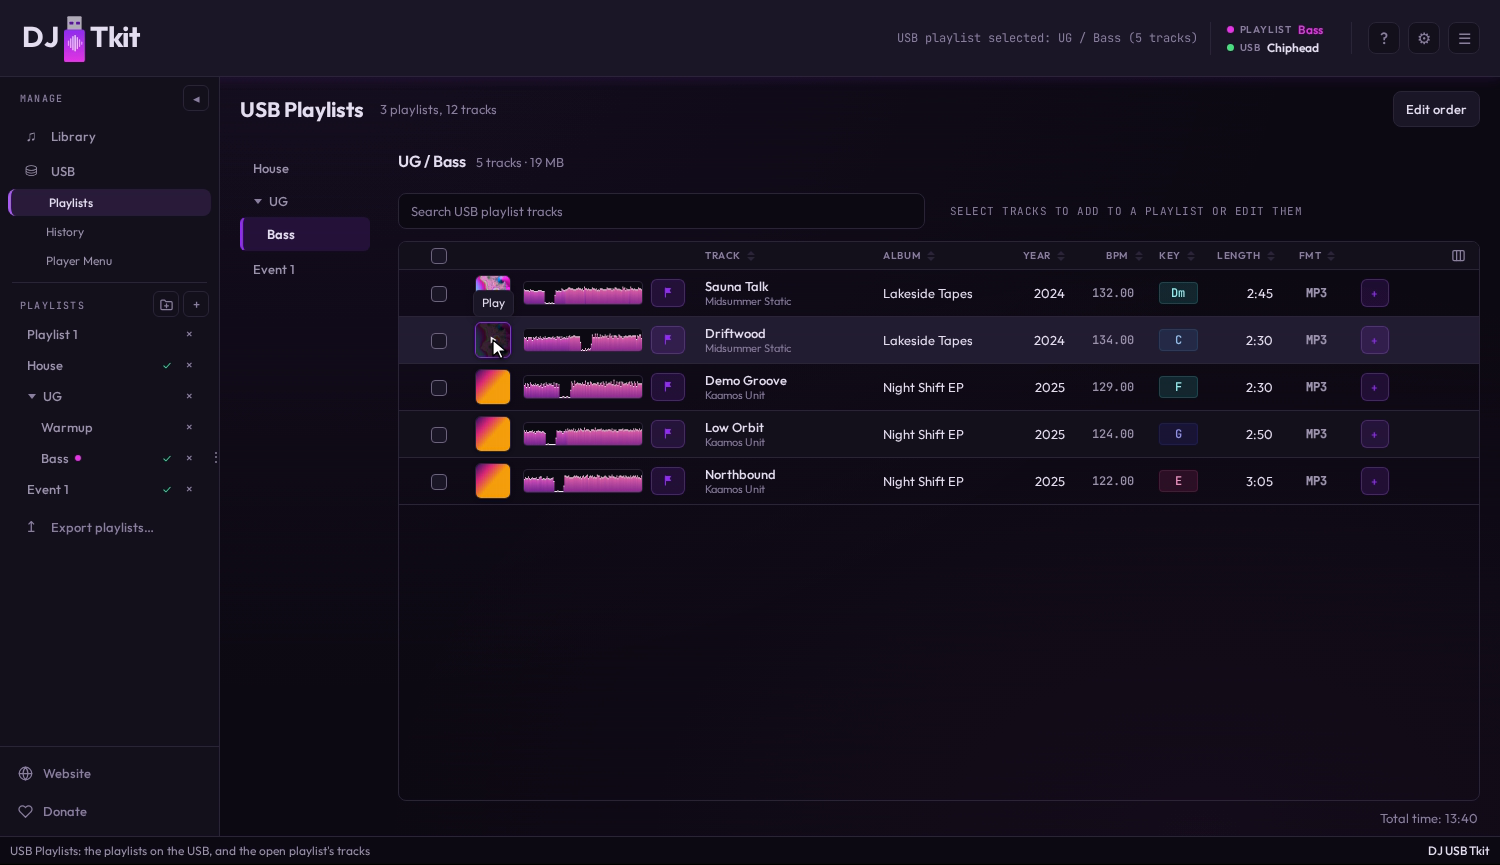 DJ Tkit
USB playlist selected: UG / Bass (5 tracks)
PLAYLIST Bass
USB Chiphead
?
MANAGE
Library
USB
Playlists
History
Player Menu
PLAYLISTS
+
Playlist 1 ×
House ✓ ×
UG ×
Warmup ×
Bass ✓ ×
Event 1 ✓ ×
Export playlists...
Website
Donate
USB Playlists 3 playlists, 12 tracks
Edit order
House
UG
Bass
Event 1
UG / Bass 5 tracks · 19 MB
Search USB playlist tracks
SELECT TRACKS TO ADD TO A PLAYLIST OR EDIT THEM
TRACK ALBUM YEAR BPM KEY LENGTH FMT
Sauna Talk Lakeside Tapes 2024 132.00 Dm 2:45 MP3 +
Midsummer Static
Play
Driftwood Lakeside Tapes 2024 134.00 C 2:30 MP3 +
Midsummer Static
Demo Groove Night Shift EP 2025 129.00 F 2:30 MP3 +
Kaamos Unit
Low Orbit Night Shift EP 2025 124.00 G 2:50 MP3 +
Kaamos Unit
Northbound Night Shift EP 2025 122.00 E 3:05 MP3 +
Kaamos Unit
Total time: 13:40
USB Playlists: the playlists on the USB, and the open playlist's tracks
DJ USB Tkit